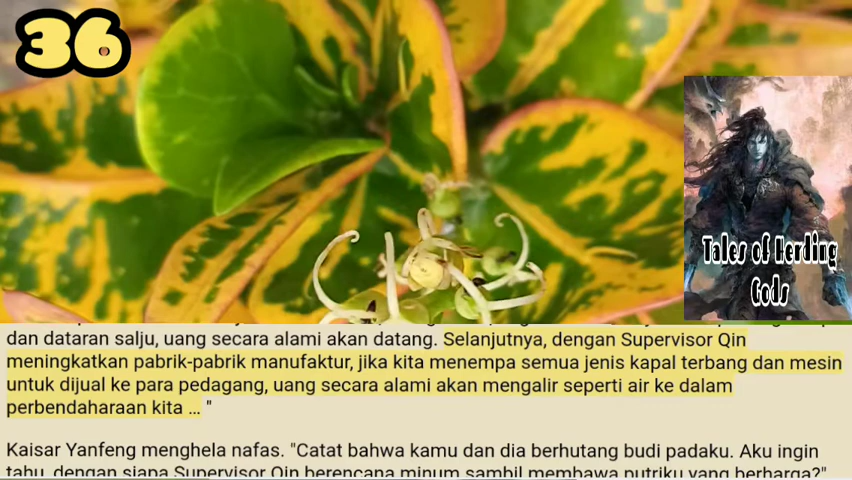 36
Tales of Herding
Gods
dan dataran salju, uang secara alami akan datang. Selanjutnya, dengan Supervisor Qin
meningkatkan pabrik-pabrik manufaktur, jika kita menempa semua jenis kapal terbang dan mesin
untuk dijual ke para pedagang, uang secara alami akan mengalir seperti air ke dalam
perbendaharaan kita ... "
Kaisar Yanfeng menghela nafas. "Catat bahwa kamu dan dia berhutang budi padaku. Aku ingin
tahu, dengan siapa Supervisor Qin berencana minum sambil membawa putriku yang berharga?"